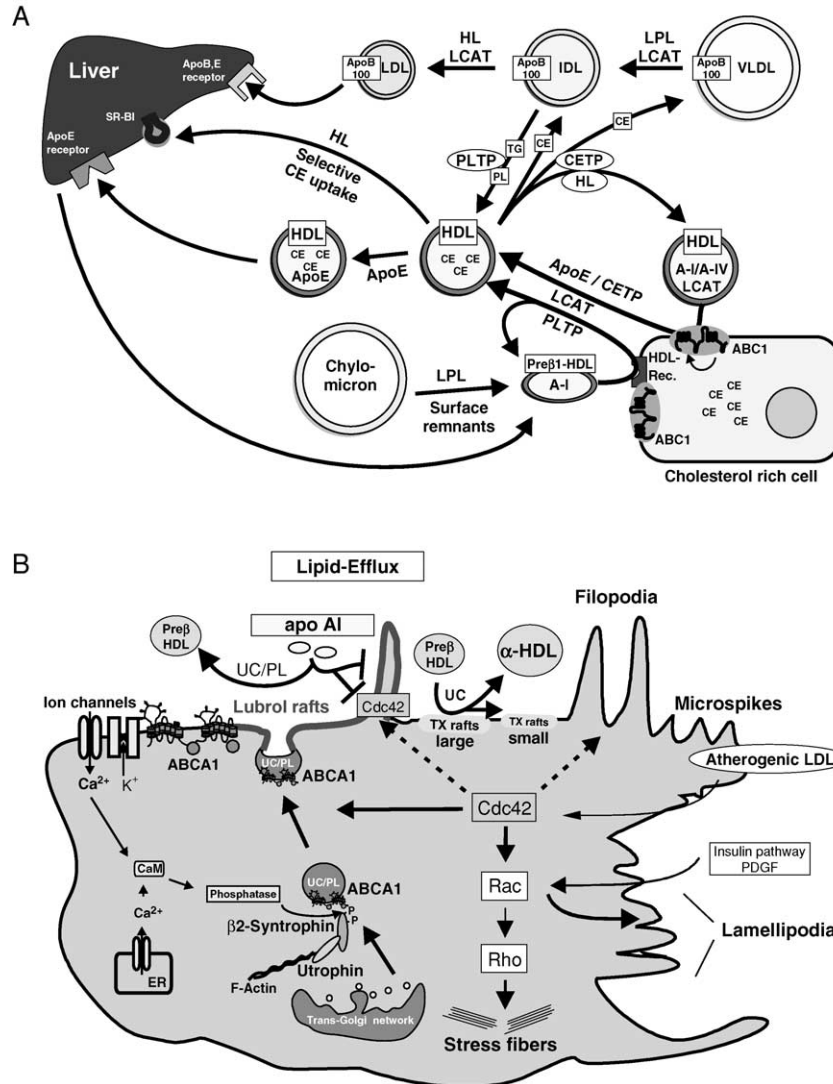 A
Liver
ApoB,E
receptor
SR-BI
ApoE
receptor
ApoB
100
LDL
HL
LCAT
ApoB
100
IDL
LPL
LCAT
ApoB
100
VLDL
HL
Selective
CE uptake
PLTP
TG
PL
CE
CE
CETP
HL
HDL
CE CE
CE
ApoE
ApoE
HDL
CE CE
CE
HDL
A-I/A-IV
LCAT
ApoE / CETP
LCAT
PLTP
Chylo-
micron
LPL
Surface
remnants
Preβ1-HDL
A-I
HDL-
Rec.
ABC1
ABC1
CE
CE CE
CE
CE
Cholesterol rich cell
B
Lipid-Efflux
Preβ
HDL
apo AI
UC/PL
Preβ
HDL
α-HDL
Filopodia
UC
Ion channels
Lubrol rafts
Cdc42
TX rafts
large
TX rafts
small
Microspikes
Ca2+
K+
ABCA1
UC/PL
ABCA1
Atherogenic LDL
Cdc42
CaM
Phosphatase
UC/PL
ABCA1
P
P
Ca2+
β2-Syntrophin
Rac
Insulin pathway
PDGF
ER
Utrophin
F-Actin
Rho
Lamellipodia
Trans-Golgi network
Stress fibers